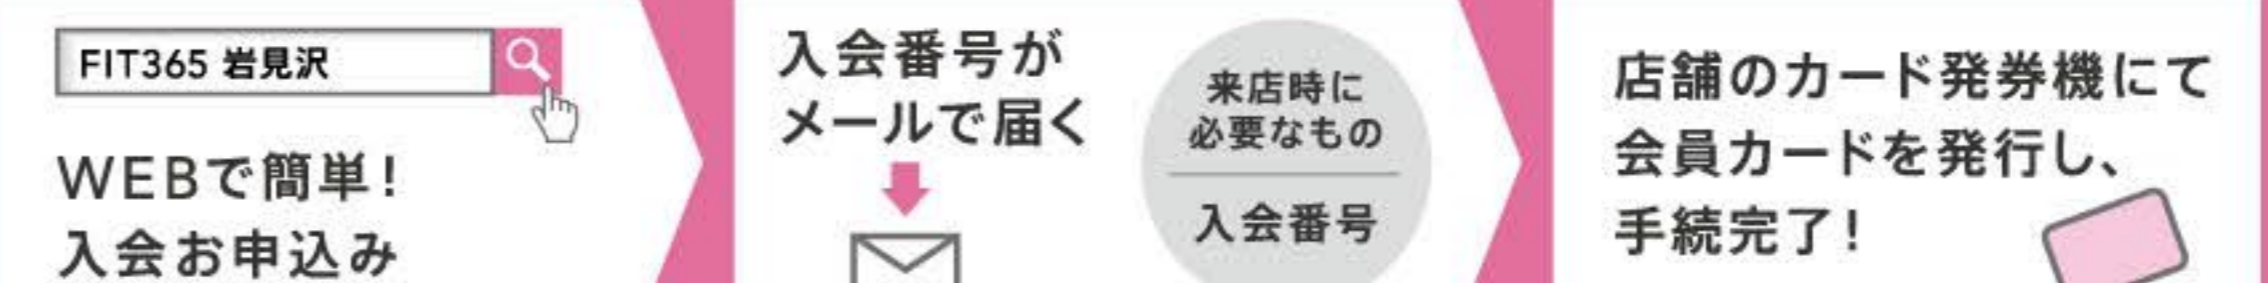 FIT365 岩見沢
WEBで簡単!
入会お申込み
入会番号が
メールで届く
来店時に
必要なもの
入会番号
店舗のカード発券機にて
会員カードを発行し、
手続完了!